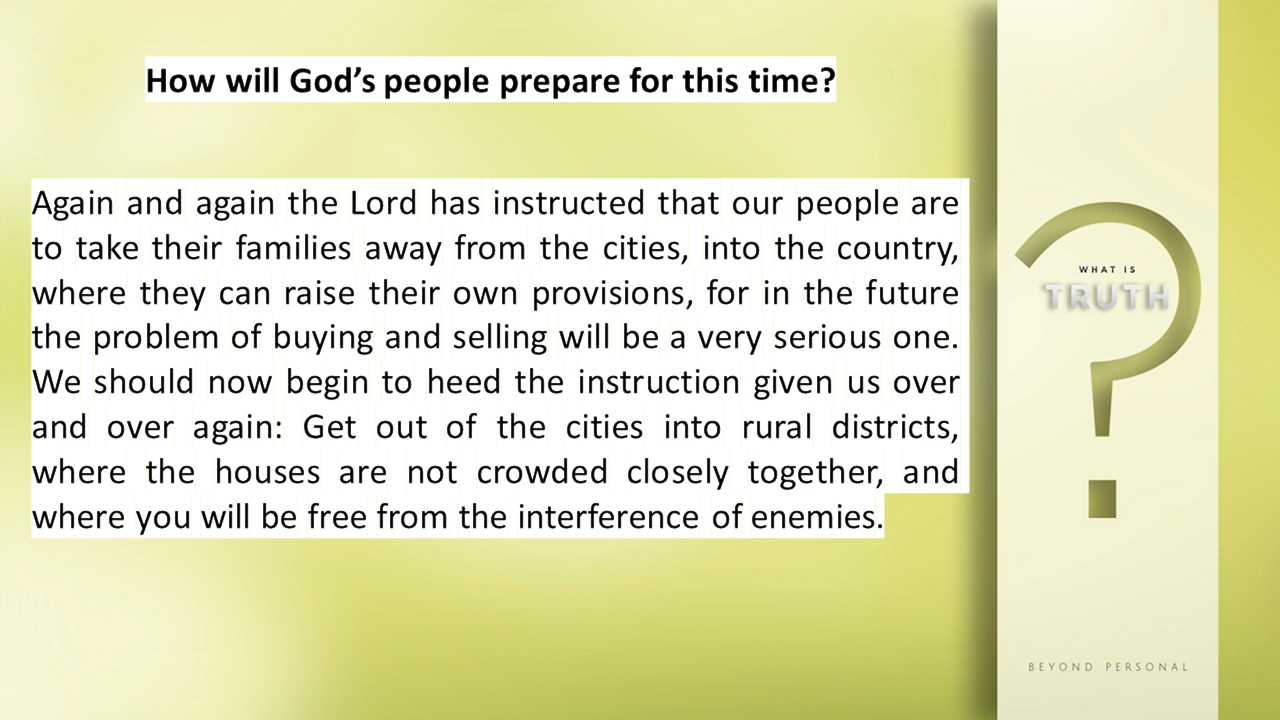 How will God’s people prepare for this time?
Again and again the Lord has instructed that our people are
to take their families away from the cities, into the country,
where they can raise their own provisions, for in the future
the problem of buying and selling will be a very serious one.
We should now begin to heed the instruction given us over
and over again: Get out of the cities into rural districts,
where the houses are not crowded closely together, and
where you will be free from the interference of enemies.
WHAT IS
TRUTH
BEYOND PERSONAL